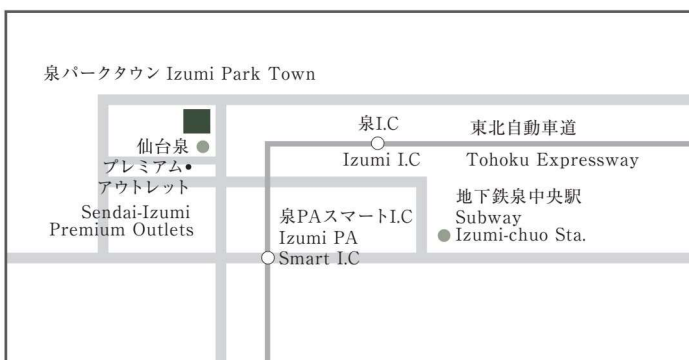 泉パークタウン Izumi Park Town
仙台泉
プレミアム•
アウトレット
Sendai-Izumi
Premium Outlets
泉I.C
Izumi I.C
東北自動車道
Tohoku Expressway
泉PAスマートI.C
Izumi PA
Smart I.C
地下鉄泉中央駅
Subway
Izumi-chuo Sta.